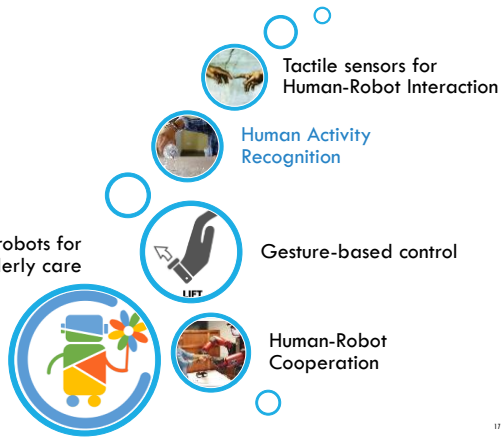 Tactile sensors for
Human-Robot Interaction
Human Activity
Recognition
robots for
Gesture-based control
care
LIFT
Human-Robot
Cooperation
17